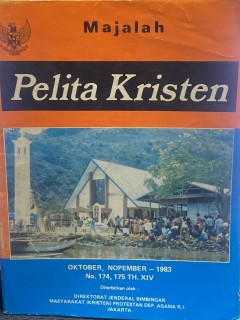 Majalah
Pelita Kristen
OKTOBER, NOPEMBER — 1983
No. 174, 175 TH. XIV
Diterbitkan oleh :
DIREKTORAT JENDERAL BIMBINGAN
MASYARAKAT (KRISTEN) PROTESTAN DEP. AGAMA R.I.
JAKARTA